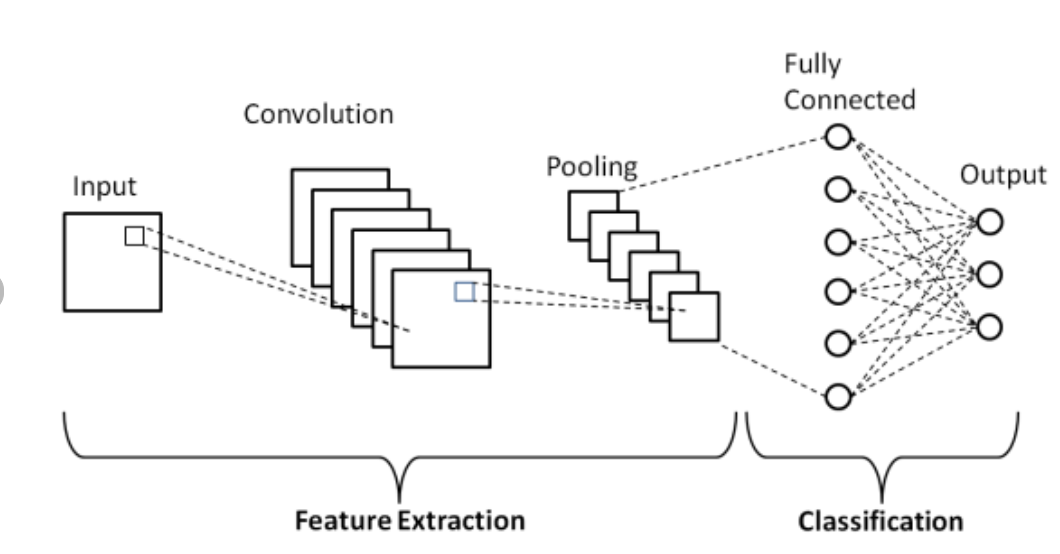 Fully
Connected
Convolution
Pooling
Input
Output
Feature Extraction
Classification